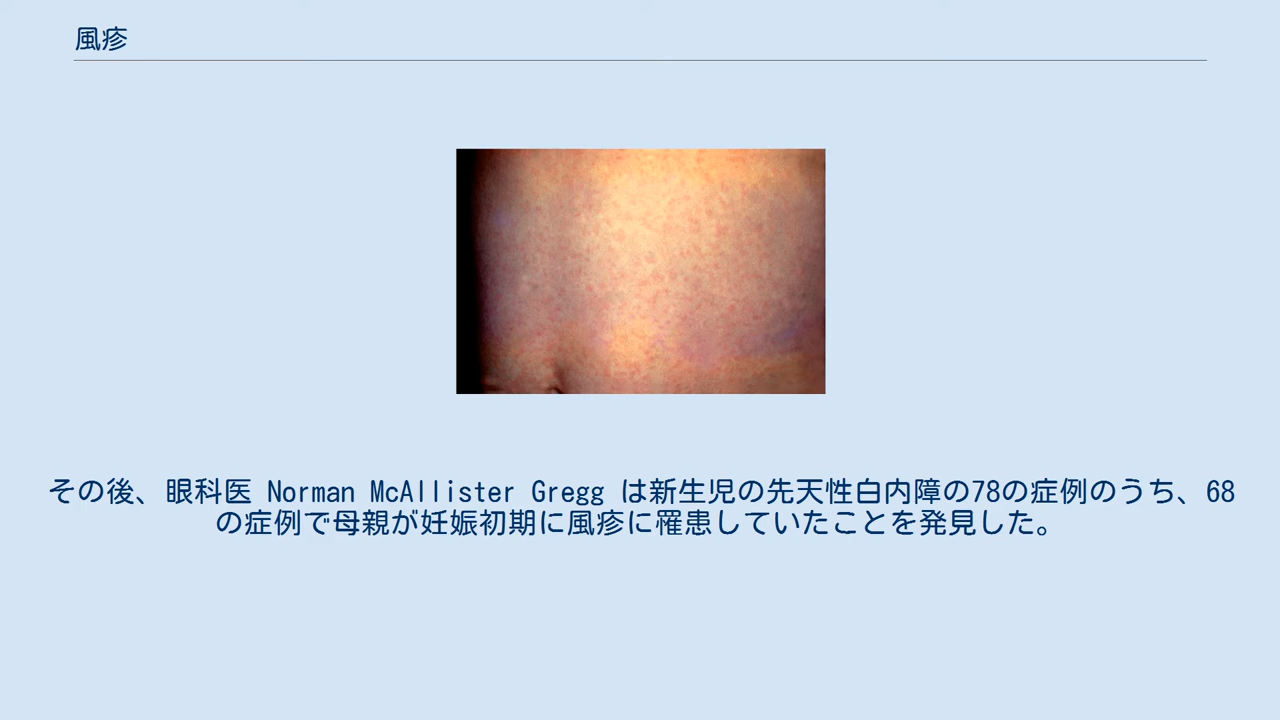 風疹
その後、眼科医 Norman McAllister Gregg は新生児の先天性白内障の78の症例のうち、68
の症例で母親が妊娠初期に風疹に罹患していたことを発見した。